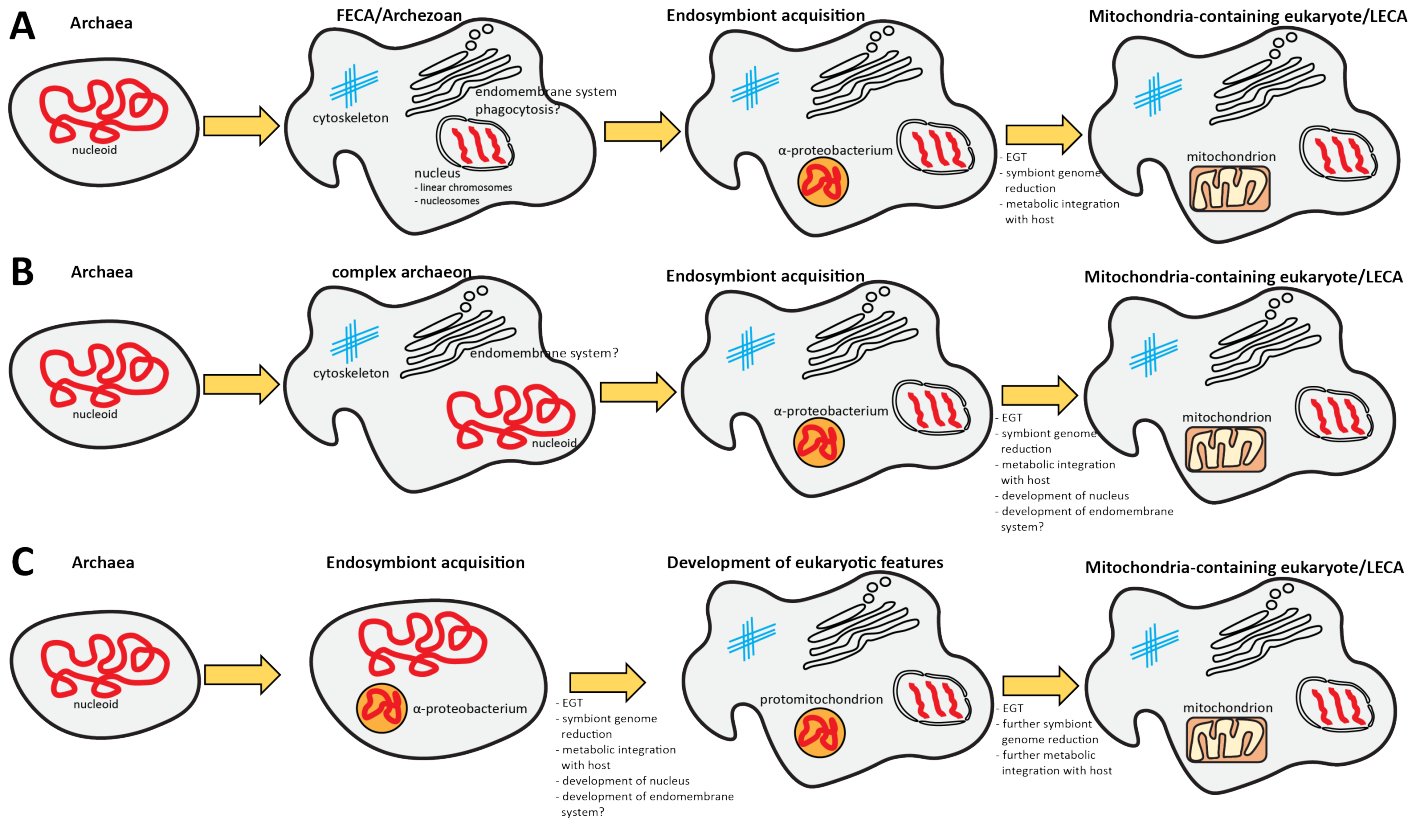 A
Archaea
FECA/Archezoan
Endosymbiont acquisition
Mitochondria-containing eukaryote/LECA
nucleoid
cytoskeleton
endomembrane system
phagocytosis?
nucleus
- linear chromosomes
- nucleosomes
α-proteobacterium
- EGT
- symbiont genome
reduction
- metabolic integration
with host
mitochondrion
B
Archaea
complex archaeon
Endosymbiont acquisition
Mitochondria-containing eukaryote/LECA
nucleoid
cytoskeleton
endomembrane system?
nucleoid
α-proteobacterium
- EGT
- symbiont genome
reduction
- metabolic integration
with host
- development of nucleus
- development of endomembrane
system?
mitochondrion
C
Archaea
Endosymbiont acquisition
Development of eukaryotic features
Mitochondria-containing eukaryote/LECA
nucleoid
α-proteobacterium
- EGT
- symbiont genome
reduction
- metabolic integration
with host
- development of nucleus
- development of endomembrane
system?
protomitochondrion
- EGT
- further symbiont
genome reduction
- further metabolic
integration with host
mitochondrion